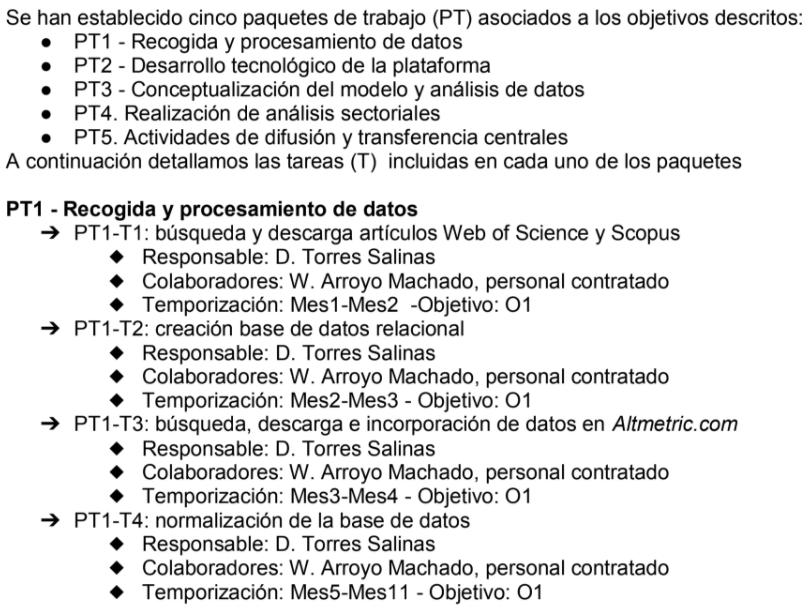 Se han establecido cinco paquetes de trabajo (PT) asociados a los objetivos descritos:
● PT1 - Recogida y procesamiento de datos
● PT2 - Desarrollo tecnológico de la plataforma
● PT3 - Conceptualización del modelo y análisis de datos
● PT4. Realización de análisis sectoriales
● PT5. Actividades de difusión y transferencia centrales
A continuación detallamos las tareas (T) incluidas en cada uno de los paquetes
PT1 - Recogida y procesamiento de datos
➔ PT1-T1: búsqueda y descarga artículos Web of Science y Scopus
◆ Responsable: D. Torres Salinas
◆ Colaboradores: W. Arroyo Machado, personal contratado
◆ Temporización: Mes1-Mes2 -Objetivo: O1
➔ PT1-T2: creación base de datos relacional
◆ Responsable: D. Torres Salinas
◆ Colaboradores: W. Arroyo Machado, personal contratado
◆ Temporización: Mes2-Mes3 - Objetivo: O1
➔ PT1-T3: búsqueda, descarga e incorporación de datos en Altmetric.com
◆ Responsable: D. Torres Salinas
◆ Colaboradores: W. Arroyo Machado, personal contratado
◆ Temporización: Mes3-Mes4 - Objetivo: O1
➔ PT1-T4: normalización de la base de datos
◆ Responsable: D. Torres Salinas
◆ Colaboradores: W. Arroyo Machado, personal contratado
◆ Temporización: Mes5-Mes11 - Objetivo: O1